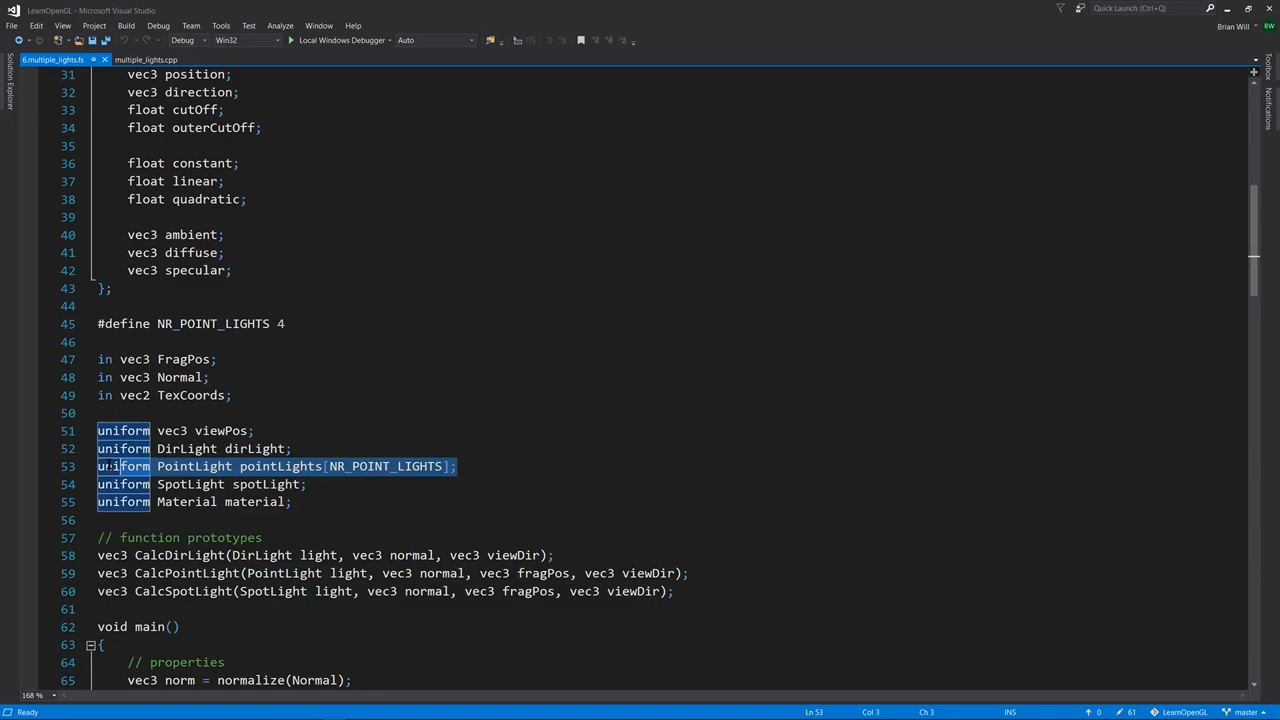 LearnOpenGL - Microsoft Visual Studio
Quick Launch (Ctrl+Q)
File Edit View Project Build Debug Team Tools Test Analyze Window Help
Brian Will BW
Debug Win32 Local Windows Debugger Auto
6.multiple_lights.fs multiple_lights.cpp
Solution Explorer
Toolbox
Notifications
31 vec3 position;
32 vec3 direction;
33 float cutOff;
34 float outerCutOff;
35
36 float constant;
37 float linear;
38 float quadratic;
39
40 vec3 ambient;
41 vec3 diffuse;
42 vec3 specular;
43 };
44
45 #define NR_POINT_LIGHTS 4
46
47 in vec3 FragPos;
48 in vec3 Normal;
49 in vec2 TexCoords;
50
51 uniform vec3 viewPos;
52 uniform DirLight dirLight;
53 uniform PointLight pointLights[NR_POINT_LIGHTS];
54 uniform SpotLight spotLight;
55 uniform Material material;
56
57 // function prototypes
58 vec3 CalcDirLight(DirLight light, vec3 normal, vec3 viewDir);
59 vec3 CalcPointLight(PointLight light, vec3 normal, vec3 fragPos, vec3 viewDir);
60 vec3 CalcSpotLight(SpotLight light, vec3 normal, vec3 fragPos, vec3 viewDir);
61
62 void main()
63 {
64 // properties
65 vec3 norm = normalize(Normal);
168 %
Ready Ln 53 Col 3 Ch 3 INS 0 61 LearnOpenGL master